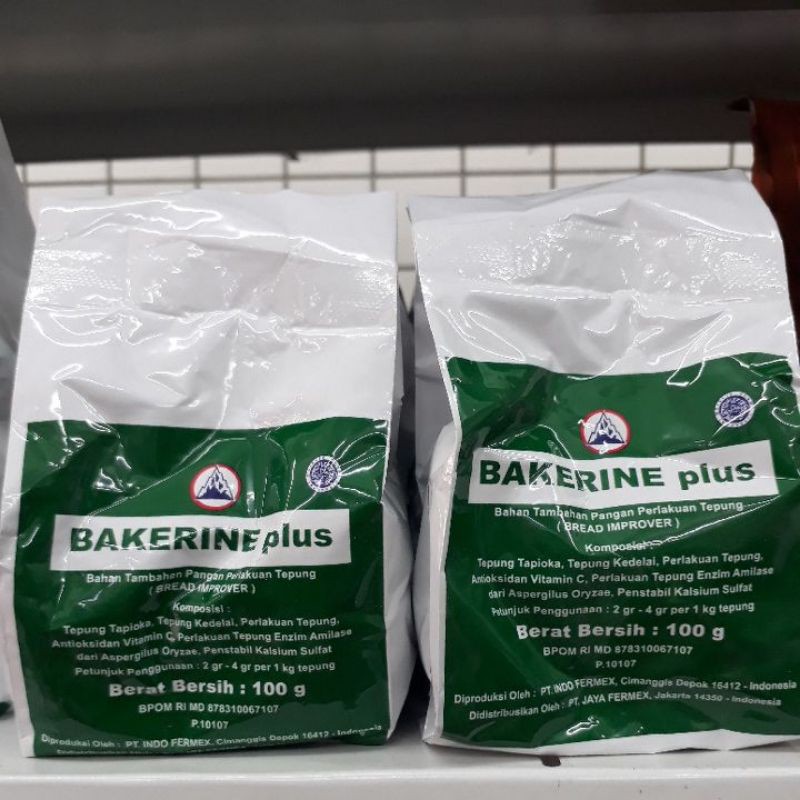 BAKERINE plus
Bahan Tambahan Pangan Perlakuan Tepung
( BREAD IMPROVER )
Komposisi :
Tepung Tapioka, Tepung Kedelai, Perlakuan Tepung,
Antioksidan Vitamin C, Perlakuan Tepung Enzim Amilase
dari Aspergilus Oryzae, Penstabil Kalsium Sulfat
Petunjuk Penggunaan : 2 gr - 4 gr per 1 kg tepung
Berat Bersih : 100 g
BPOM RI MD 878310067107
P.10107
Diproduksi Oleh : PT. INDO FERMEX, Cimanggis Depok 16412 - Indonesia
BAKERINE plus
Bahan Tambahan Pangan Perlakuan Tepung
( BREAD IMPROVER )
Komposisi :
Tepung Tapioka, Tepung Kedelai, Perlakuan Tepung,
Antioksidan Vitamin C, Perlakuan Tepung Enzim Amilase
dari Aspergilus Oryzae, Penstabil Kalsium Sulfat
Petunjuk Penggunaan : 2 gr - 4 gr per 1 kg tepung
Berat Bersih : 100 g
BPOM RI MD 878310067107
P.10107
Diproduksi Oleh : PT. INDO FERMEX, Cimanggis Depok 16412 - Indonesia
Didistribusikan Oleh : PT. JAYA FERMEX, Jakarta 14350 - Indonesia